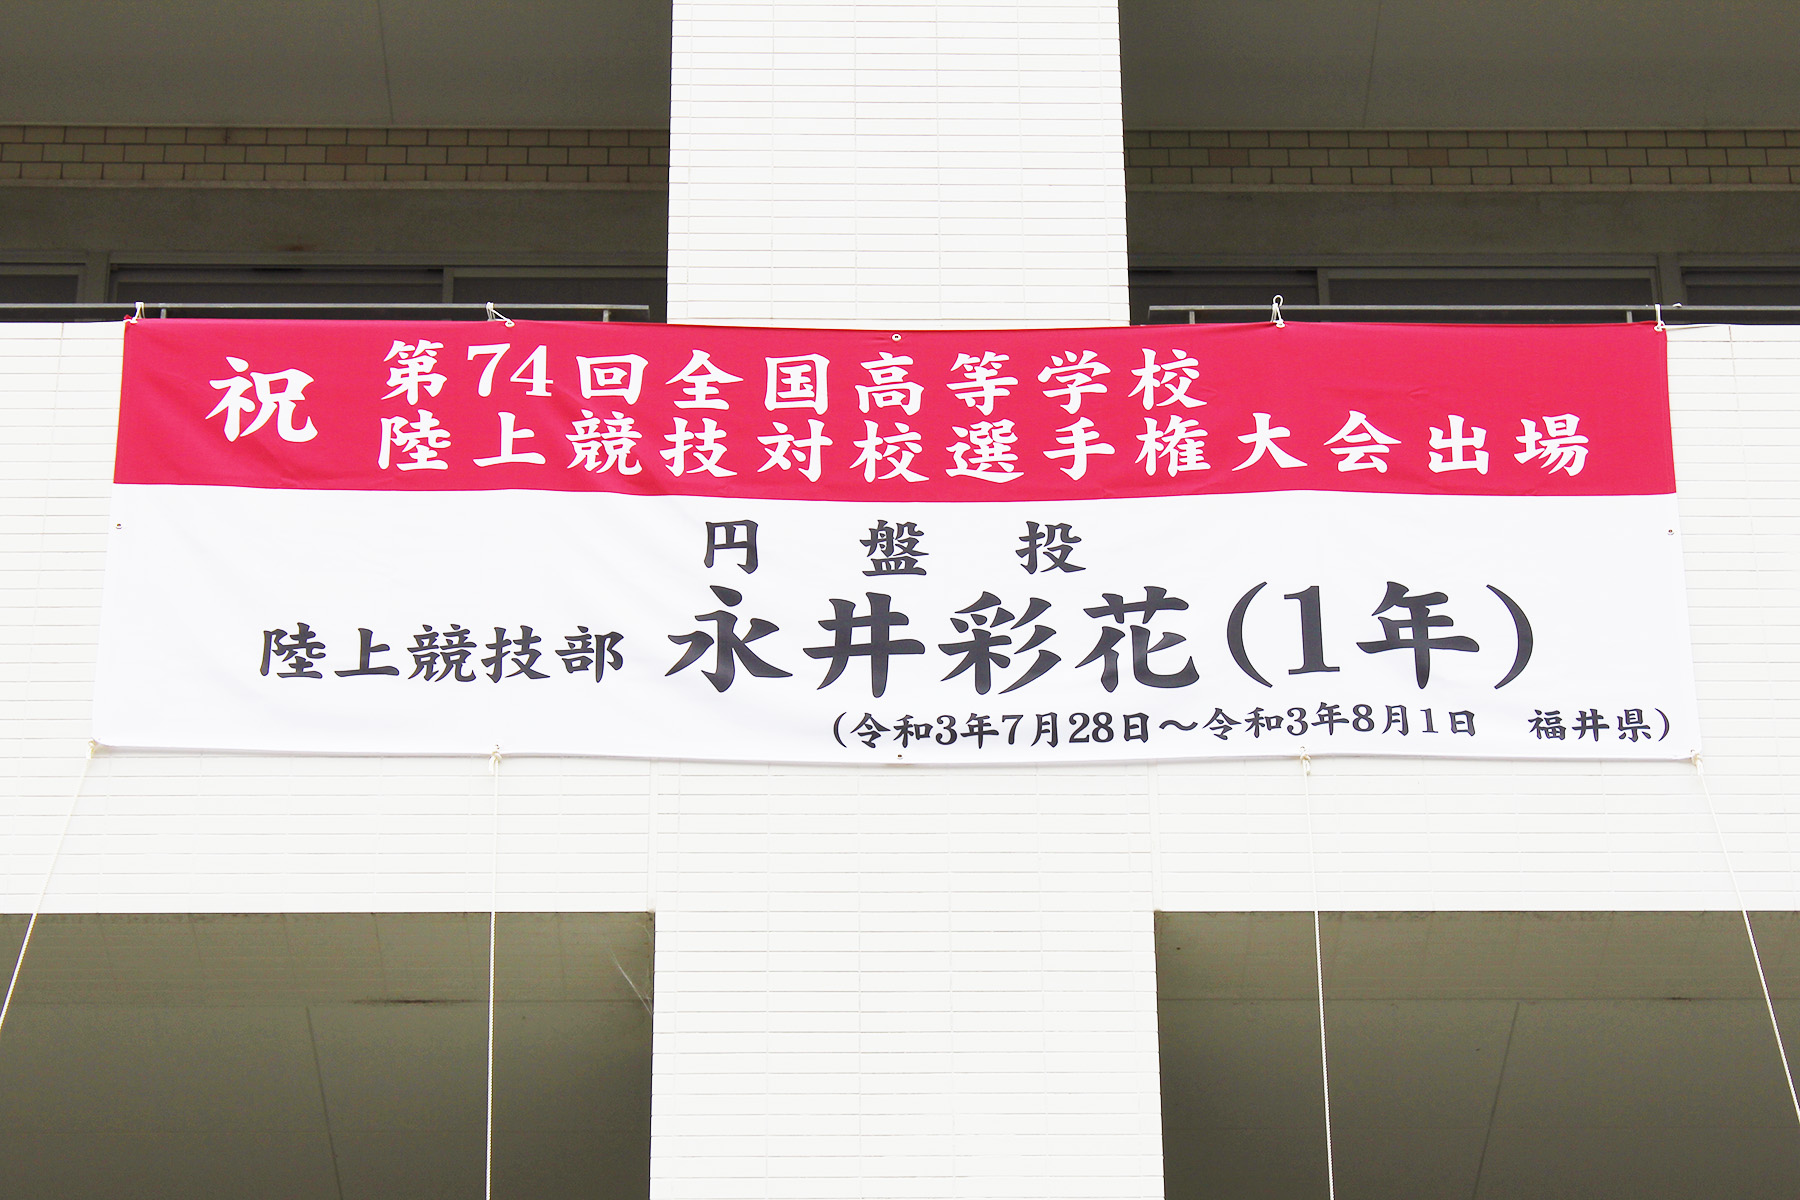 祝
第74回全国高等学校
陸上競技対校選手権大会出場
円盤投
陸上競技部 永井彩花(1年)
(令和3年7月28日～令和3年8月1日　福井県)